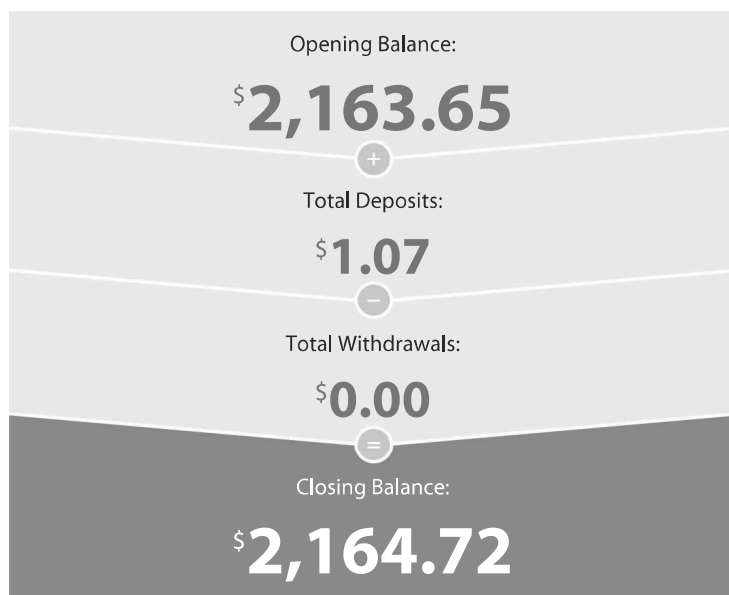 Opening Balance:
$2,163.65
+
Total Deposits:
$1.07
−
Total Withdrawals:
$0.00
=
Closing Balance:
$2,164.72